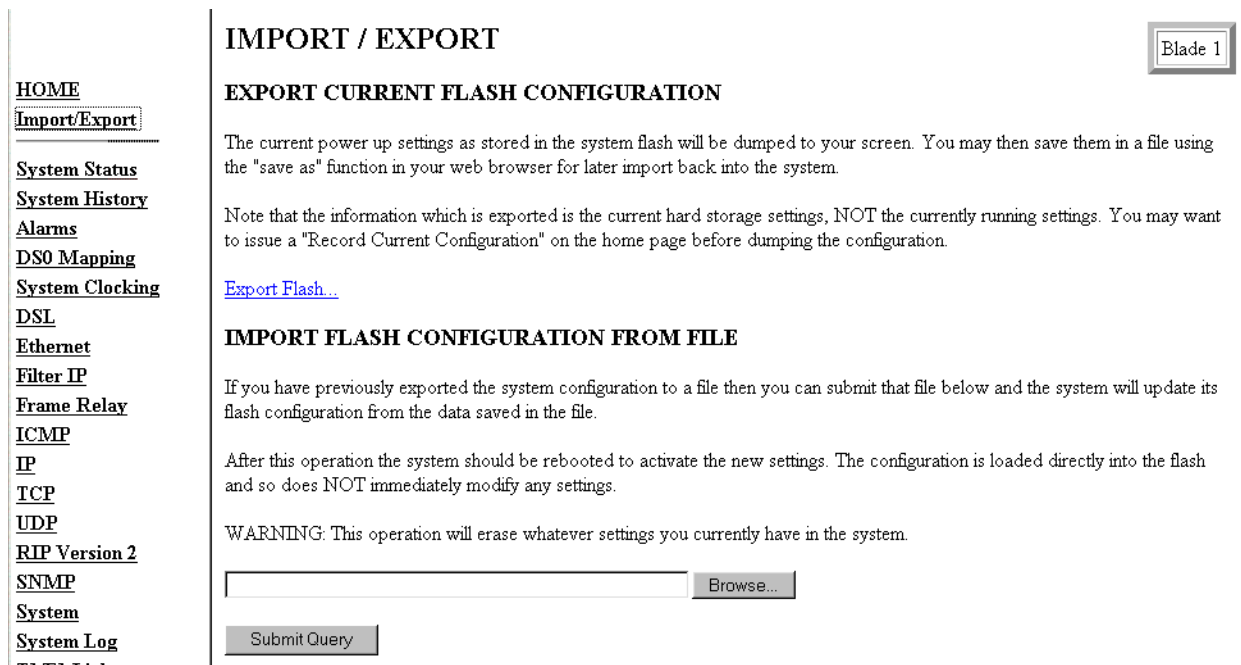 HOME
Import/Export
System Status
System History
Alarms
DS0 Mapping
System Clocking
DSL
Ethernet
Filter IP
Frame Relay
ICMP
IP
TCP
UDP
RIP Version 2
SNMP
System
System Log
IMPORT / EXPORT
Blade 1
EXPORT CURRENT FLASH CONFIGURATION
The current power up settings as stored in the system flash will be dumped to your screen. You may then save them in a file using
the "save as" function in your web browser for later import back into the system.
Note that the information which is exported is the current hard storage settings, NOT the currently running settings. You may want
to issue a "Record Current Configuration" on the home page before dumping the configuration.
Export Flash...
IMPORT FLASH CONFIGURATION FROM FILE
If you have previously exported the system configuration to a file then you can submit that file below and the system will update its
flash configuration from the data saved in the file.
After this operation the system should be rebooted to activate the new settings. The configuration is loaded directly into the flash
and so does NOT immediately modify any settings.
WARNING: This operation will erase whatever settings you currently have in the system.
Browse...
Submit Query